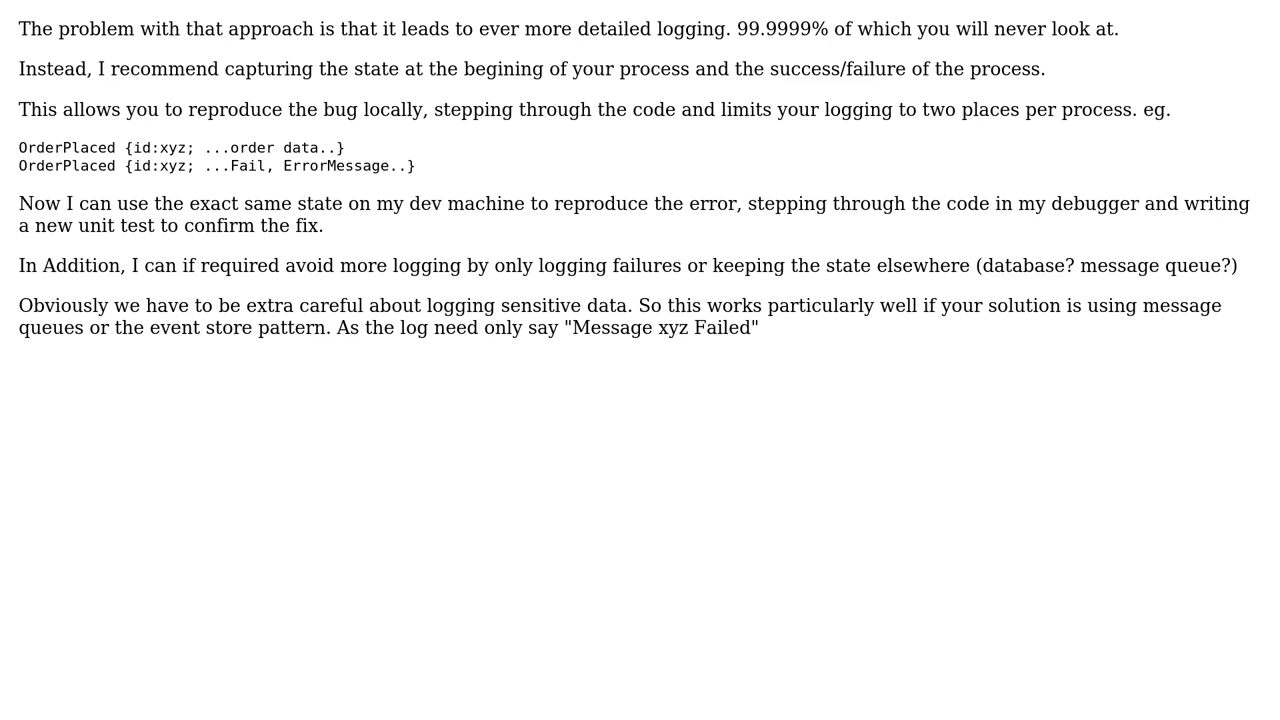 The problem with that approach is that it leads to ever more detailed logging. 99.9999% of which you will never look at.
Instead, I recommend capturing the state at the begining of your process and the success/failure of the process.
This allows you to reproduce the bug locally, stepping through the code and limits your logging to two places per process. eg.
OrderPlaced {id:xyz; ...order data..}
OrderPlaced {id:xyz; ...Fail, ErrorMessage..}
Now I can use the exact same state on my dev machine to reproduce the error, stepping through the code in my debugger and writing
a new unit test to confirm the fix.
In Addition, I can if required avoid more logging by only logging failures or keeping the state elsewhere (database? message queue?)
Obviously we have to be extra careful about logging sensitive data. So this works particularly well if your solution is using message
queues or the event store pattern. As the log need only say "Message xyz Failed"